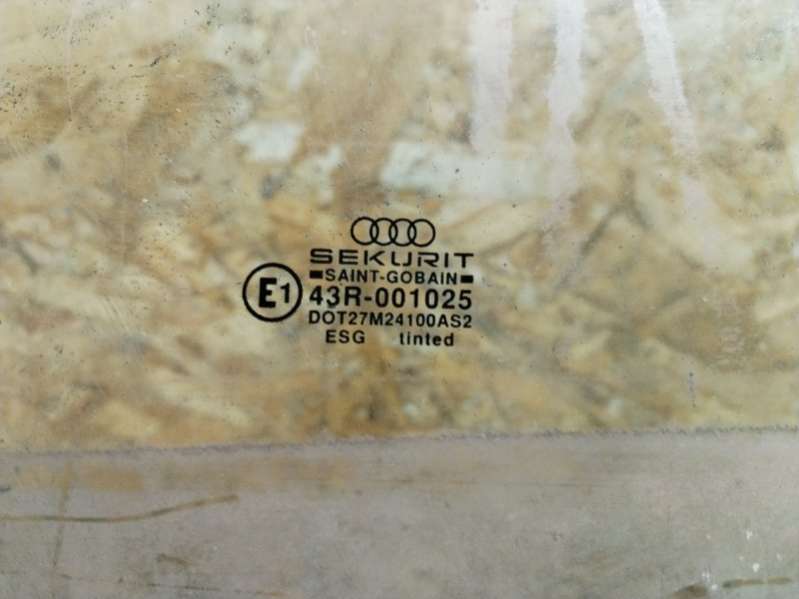 SEKURIT
SAINT-GOBAIN
E1
43R-001025
DOT27M24100AS2
ESG tinted